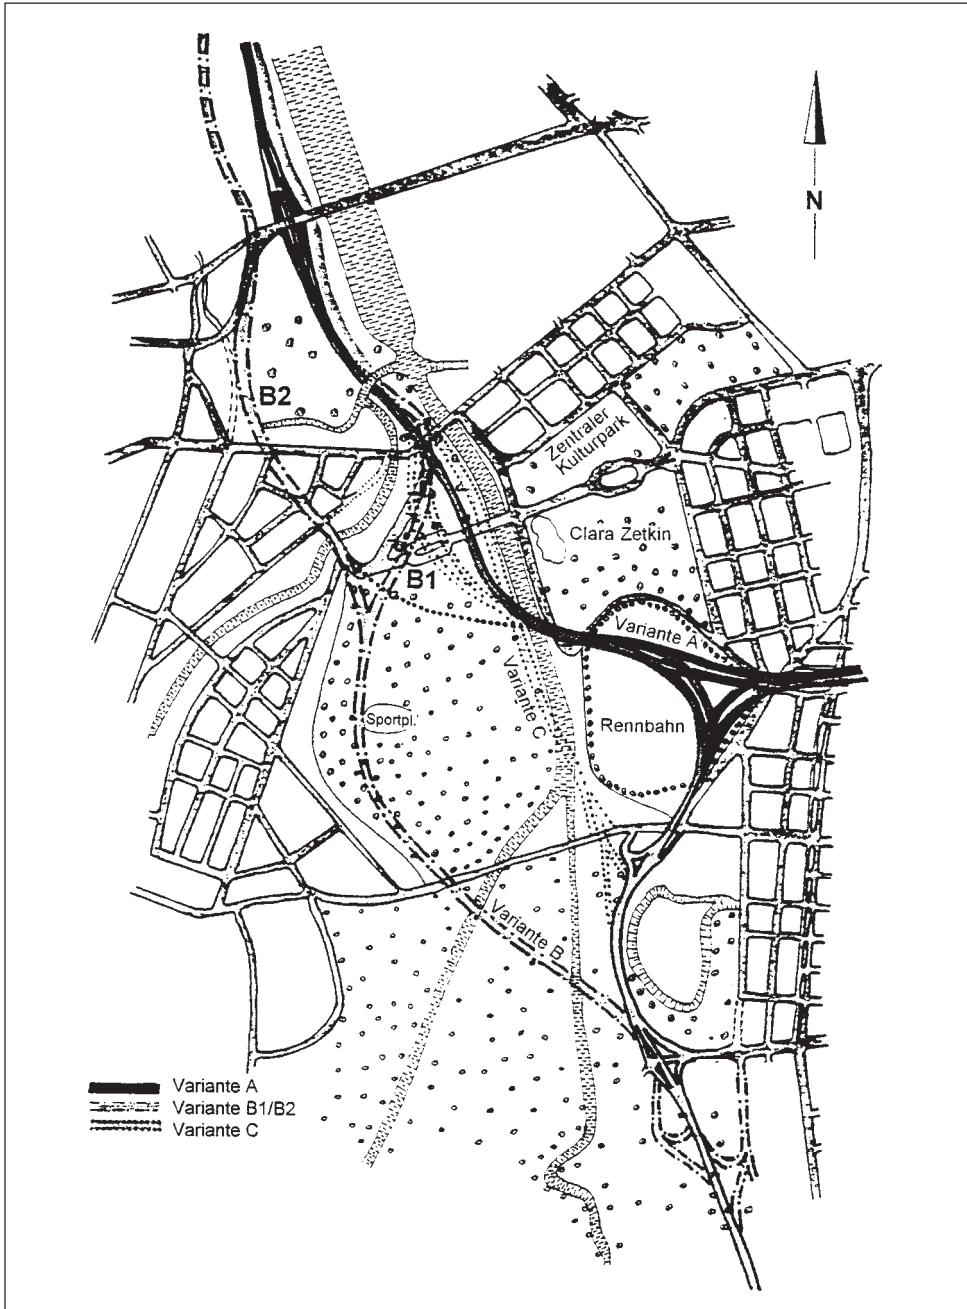 N
B2
Zentraler
Kulturpark
Clara Zetkin
B1
Variante A
Variante C
Sportpl.
Rennbahn
Variante B
Variante A
Variante B1/B2
Variante C